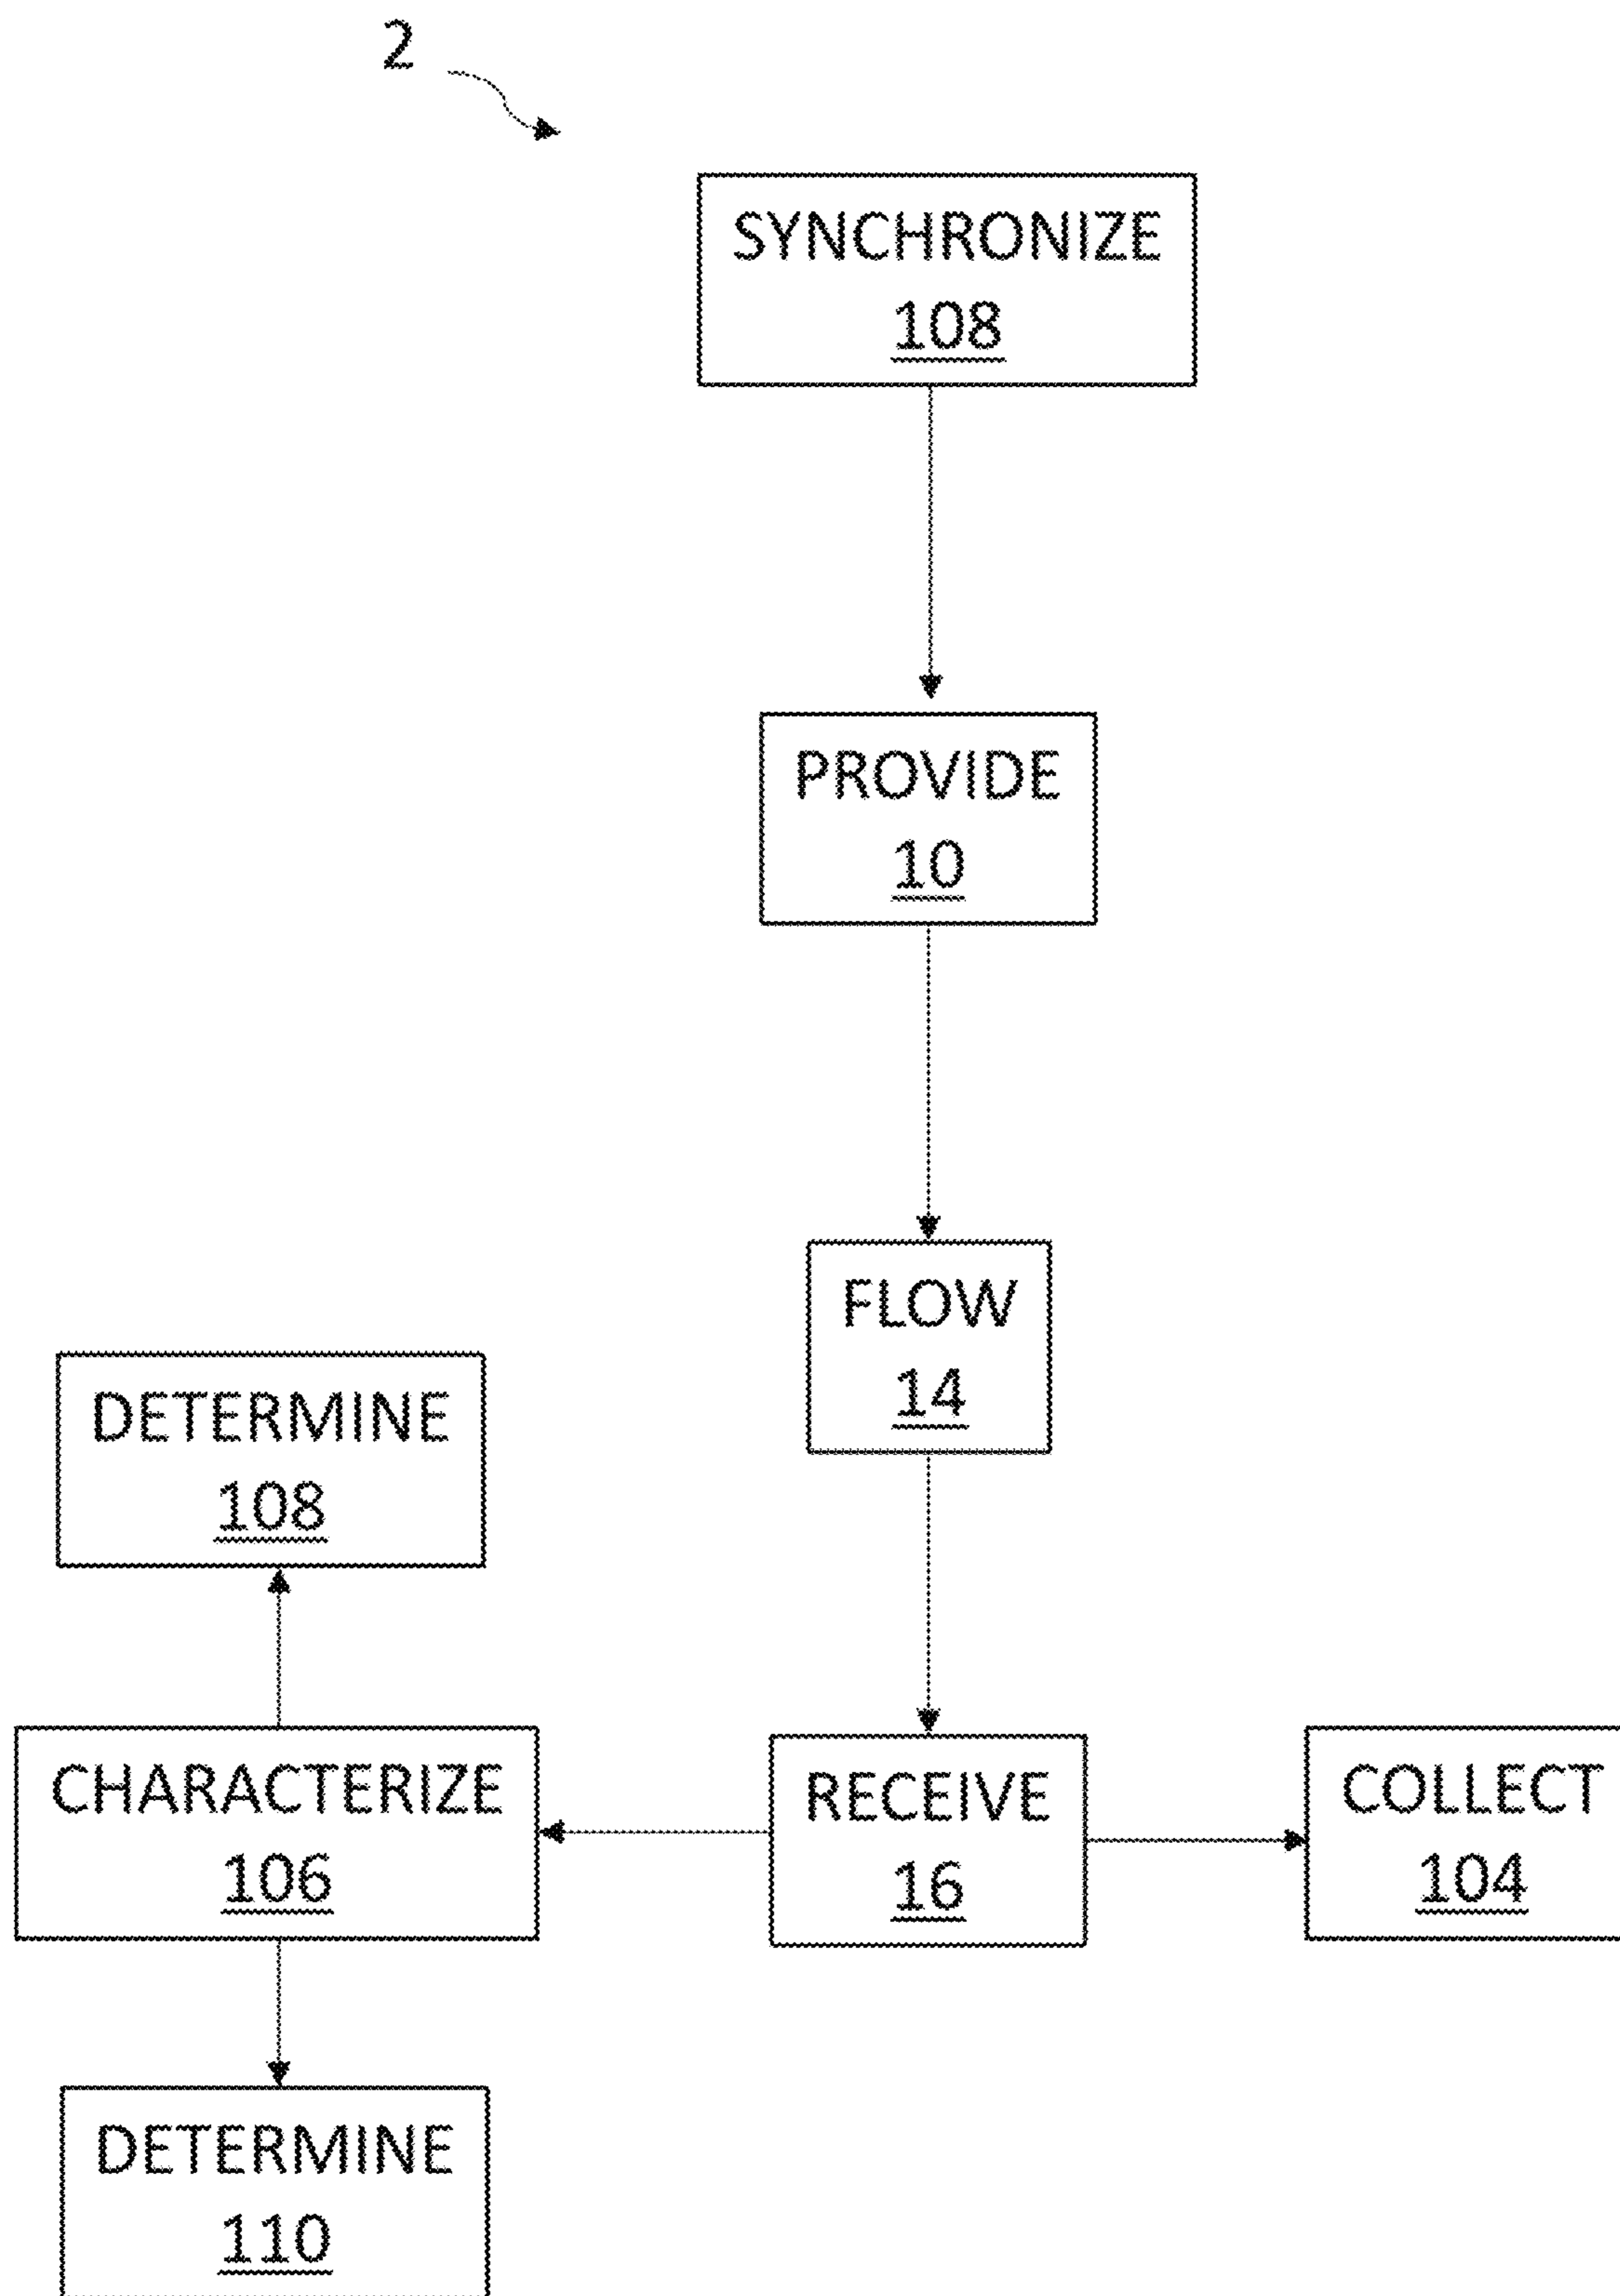 2
SYNCHRONIZE
108
PROVIDE
10
FLOW
14
DETERMINE
108
CHARACTERIZE
106
RECEIVE
16
COLLECT
104
DETERMINE
110